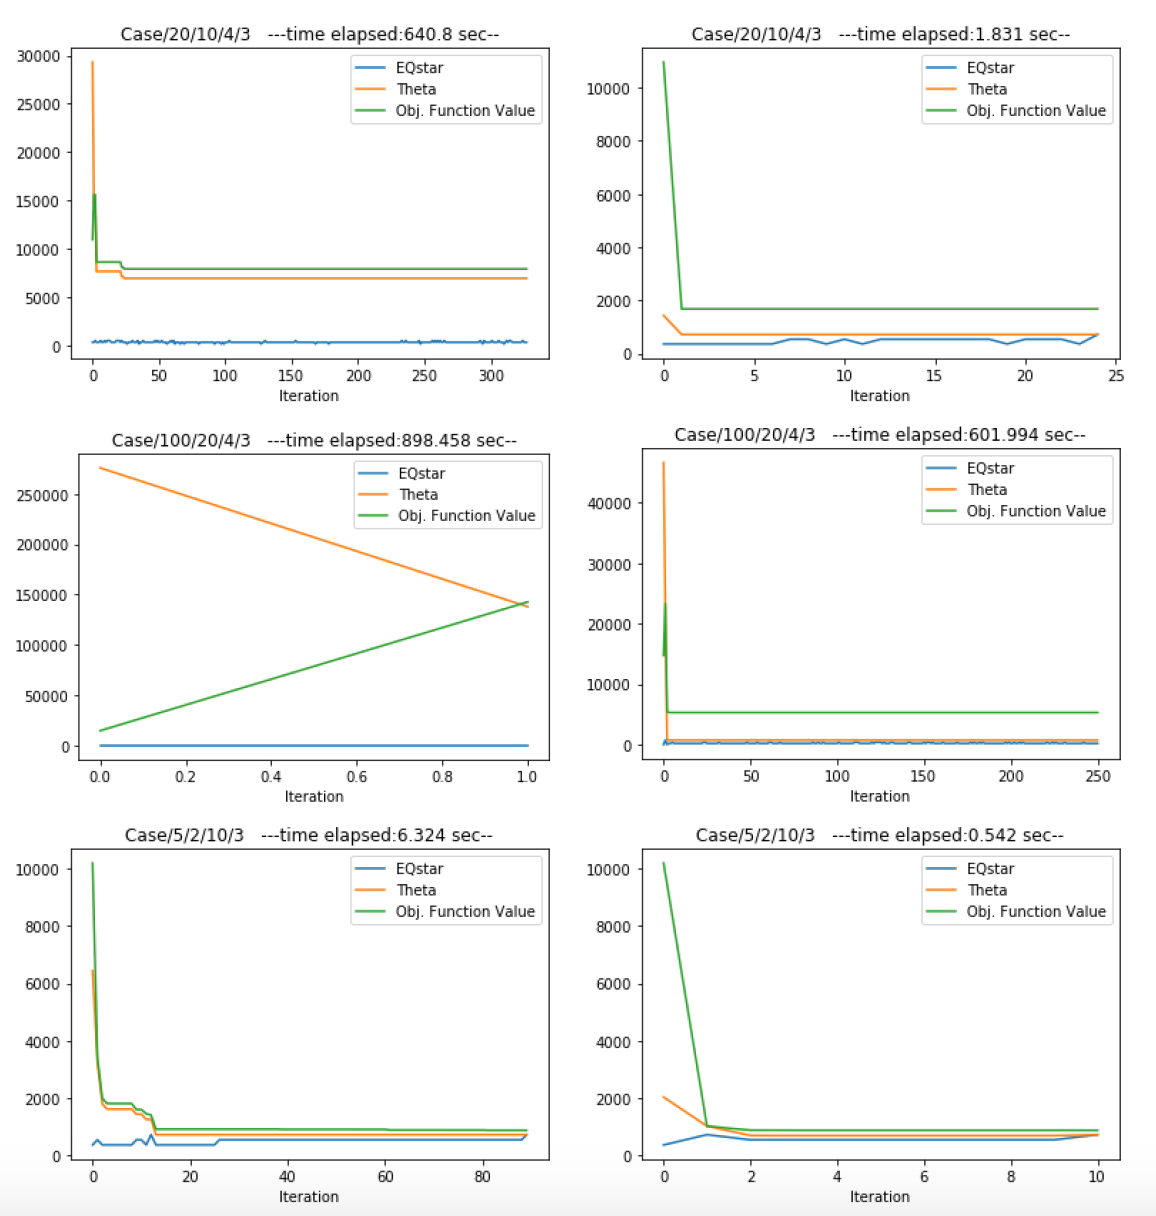 Case/20/10/4/3 ---time elapsed:640.8 sec--
30000
25000
20000
15000
10000
5000
0
EQstar
Theta
Obj. Function Value
0 50 100 150 200 250 300
Iteration
Case/20/10/4/3 ---time elapsed:1.831 sec--
10000
8000
6000
4000
2000
0
EQstar
Theta
Obj. Function Value
0 5 10 15 20 25
Iteration
Case/100/20/4/3 ---time elapsed:898.458 sec--
250000
200000
150000
100000
50000
0
EQstar
Theta
Obj. Function Value
0.0 0.2 0.4 0.6 0.8 1.0
Iteration
Case/100/20/4/3 ---time elapsed:601.994 sec--
40000
30000
20000
10000
0
EQstar
Theta
Obj. Function Value
0 50 100 150 200 250
Iteration
Case/5/2/10/3 ---time elapsed:6.324 sec--
10000
8000
6000
4000
2000
0
EQstar
Theta
Obj. Function Value
0 20 40 60 80
Iteration
Case/5/2/10/3 ---time elapsed:0.542 sec--
10000
8000
6000
4000
2000
0
EQstar
Theta
Obj. Function Value
0 2 4 6 8 10
Iteration